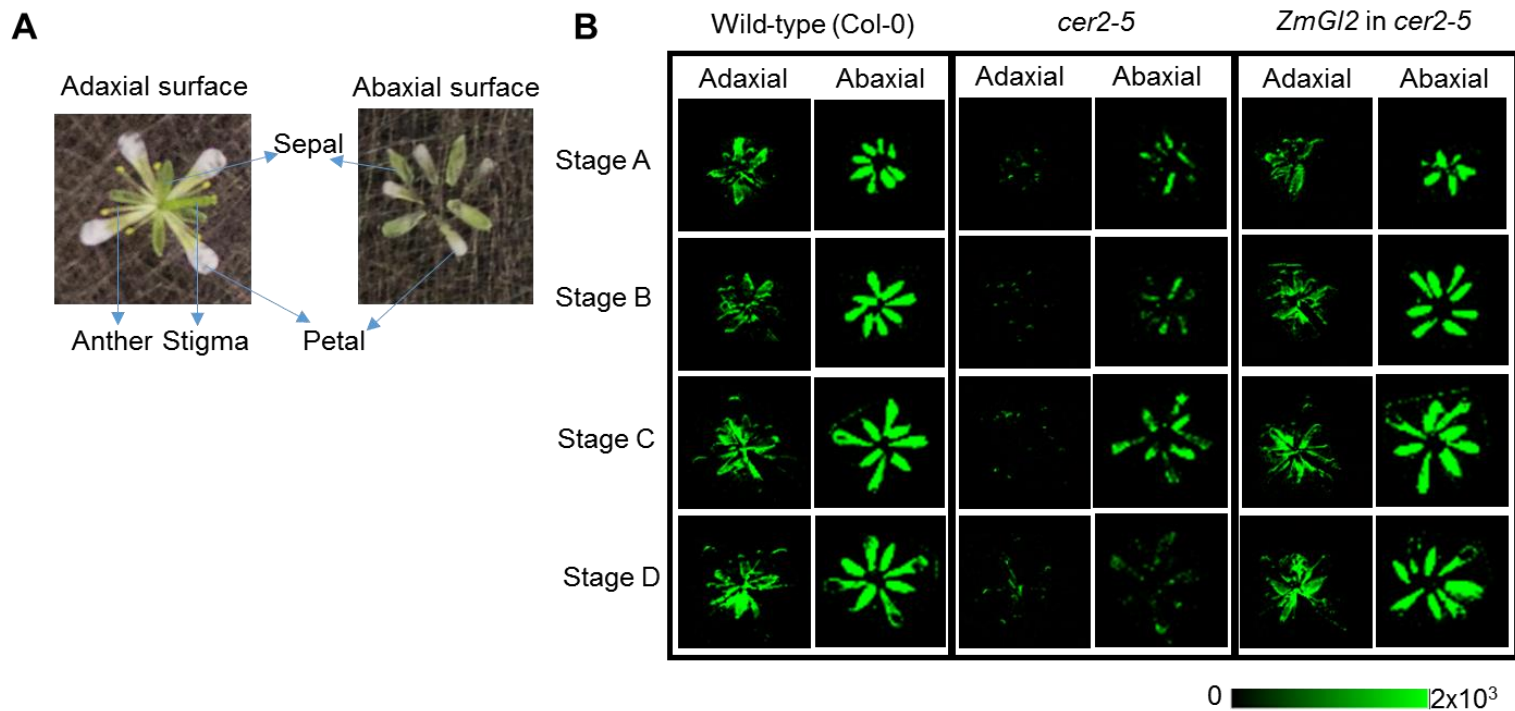 A
B
Wild-type (Col-0)
cer2-5
ZmGl2 in cer2-5
Adaxial surface
Abaxial surface
Sepal
Anther
Stigma
Petal
Adaxial
Abaxial
Adaxial
Abaxial
Adaxial
Abaxial
Stage A
Stage B
Stage C
Stage D
0
2x10³